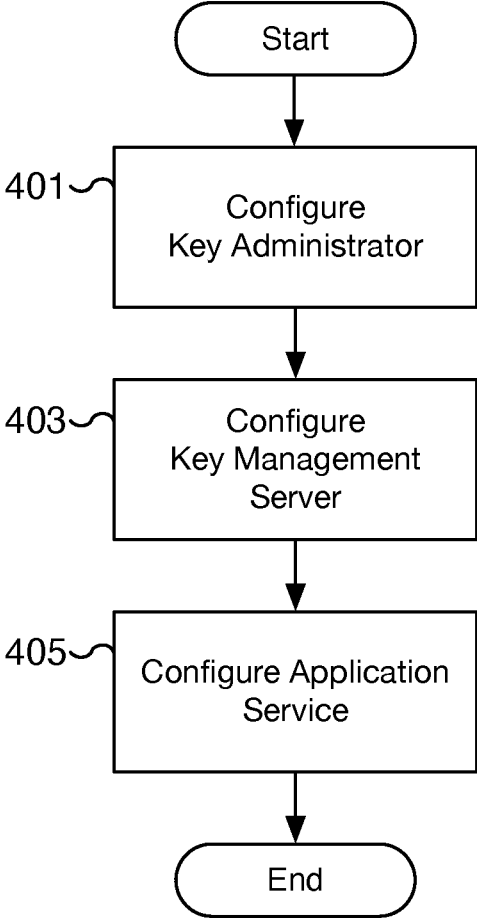 Start
401
Configure
Key Administrator
403
Configure
Key Management
Server
405
Configure Application
Service
End